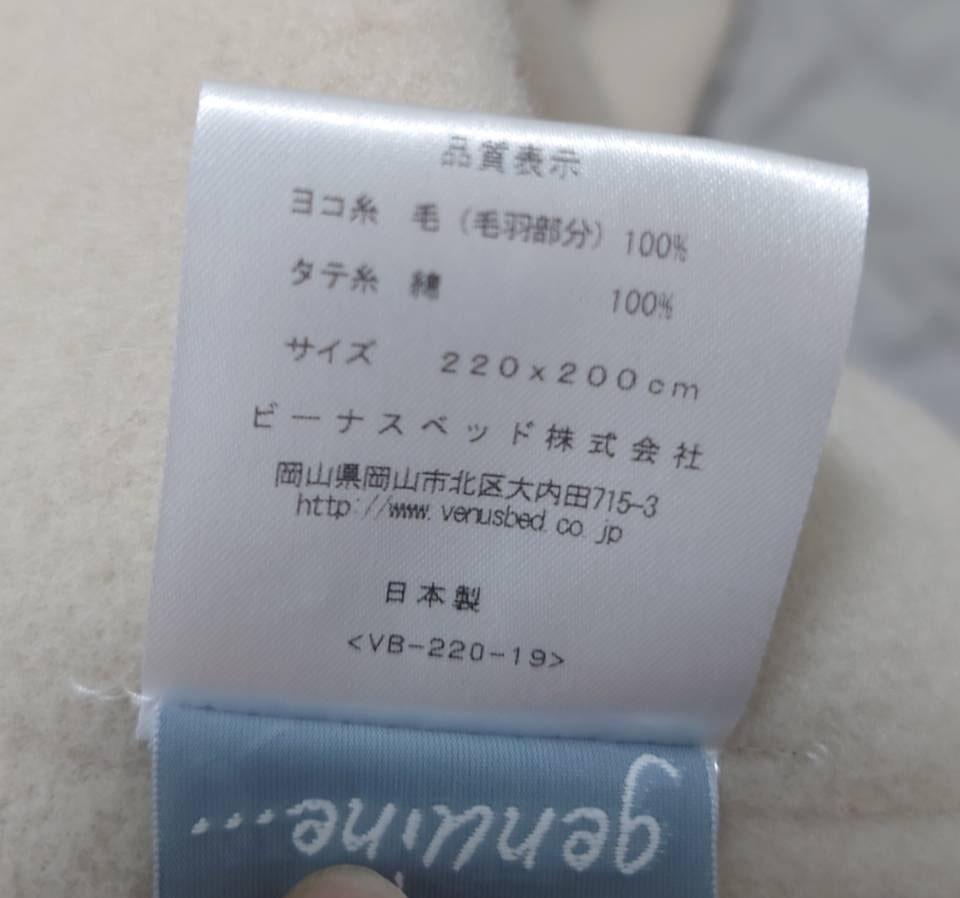 品質表示
ヨコ糸 毛（毛羽部分）100%
タテ糸 綿 100%
サイズ 220x200cm
ビーナスベッド株式会社
岡山県岡山市北区大内田715-3
http://www.venusbed.co.jp
日本製
<VB-220-19>
genuine...